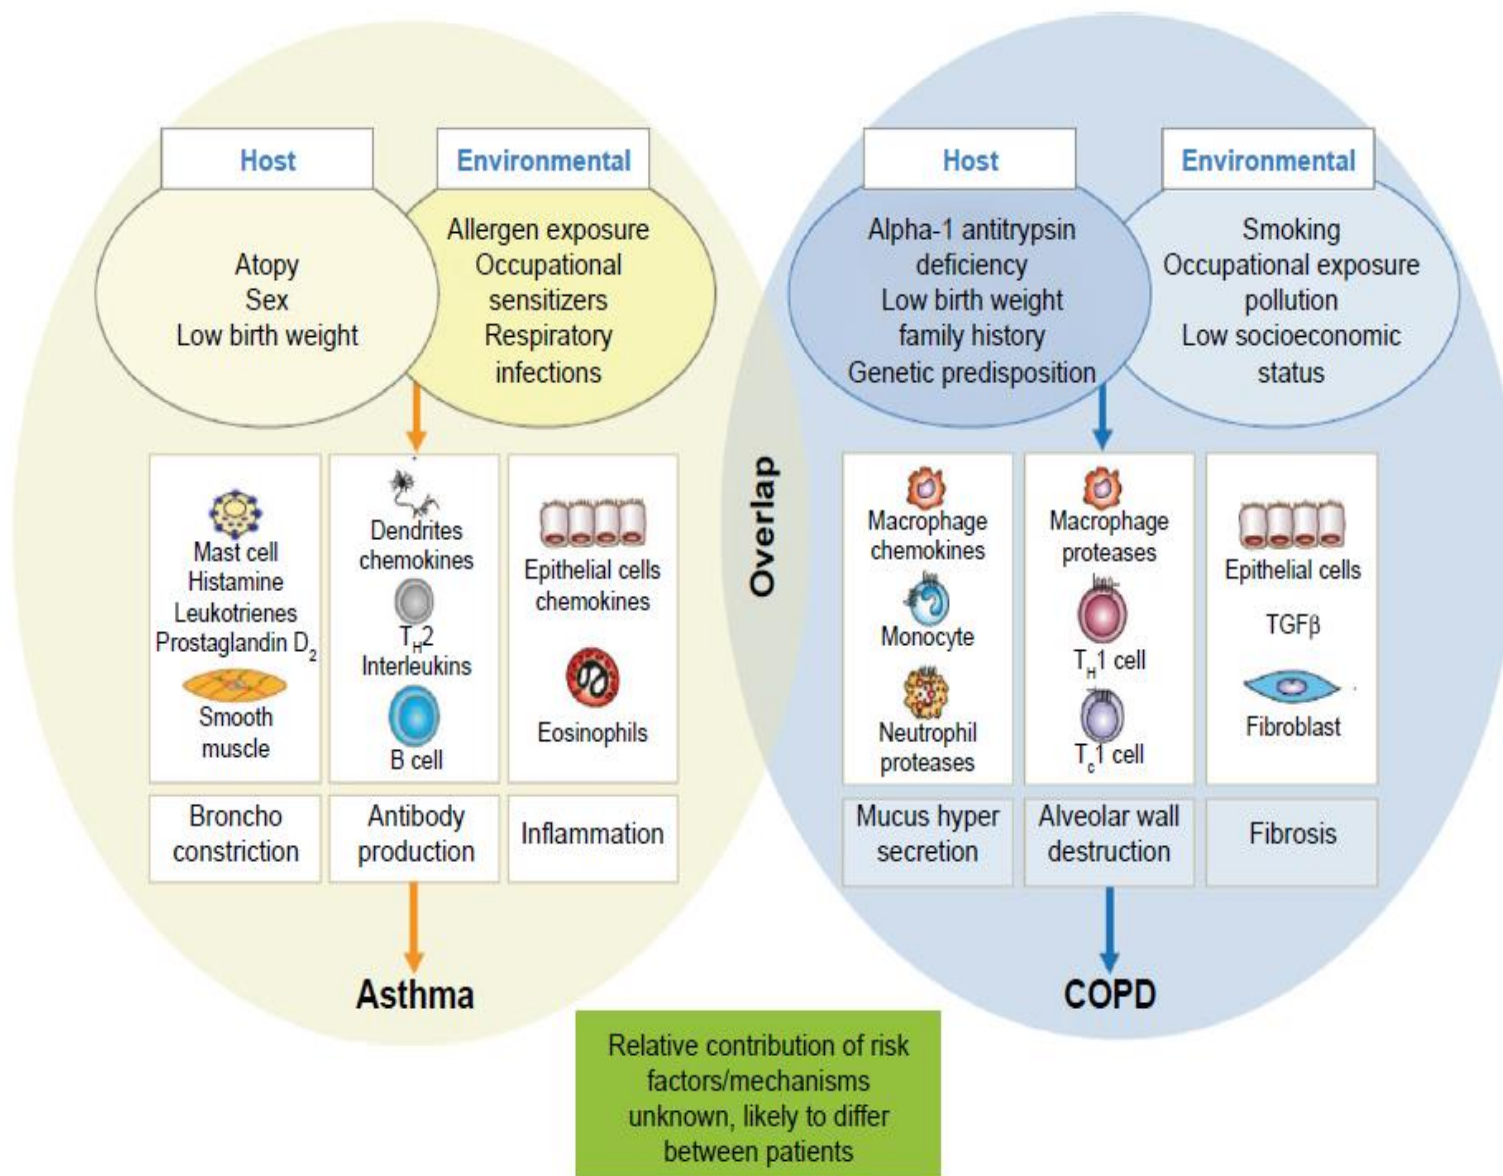 Host
Atopy
Sex
Low birth weight
Environmental
Allergen exposure
Occupational
sensitizers
Respiratory
infections
Mast cell
Histamine
Leukotrienes
Prostaglandin D₂
Smooth
muscle
Broncho
constriction
Dendrites
chemokines
T_H2
Interleukins
B cell
Antibody
production
Epithelial cells
chemokines
Eosinophils
Inflammation
Asthma
Overlap
Host
Alpha-1 antitrypsin
deficiency
Low birth weight
family history
Genetic predisposition
Environmental
Smoking
Occupational exposure
pollution
Low socioeconomic
status
Macrophage
chemokines
Monocyte
Neutrophil
proteases
Mucus hyper
secretion
Macrophage
proteases
T_H1 cell
T_c1 cell
Alveolar wall
destruction
Epithelial cells
TGFβ
Fibroblast
Fibrosis
COPD
Relative contribution of risk
factors/mechanisms
unknown, likely to differ
between patients